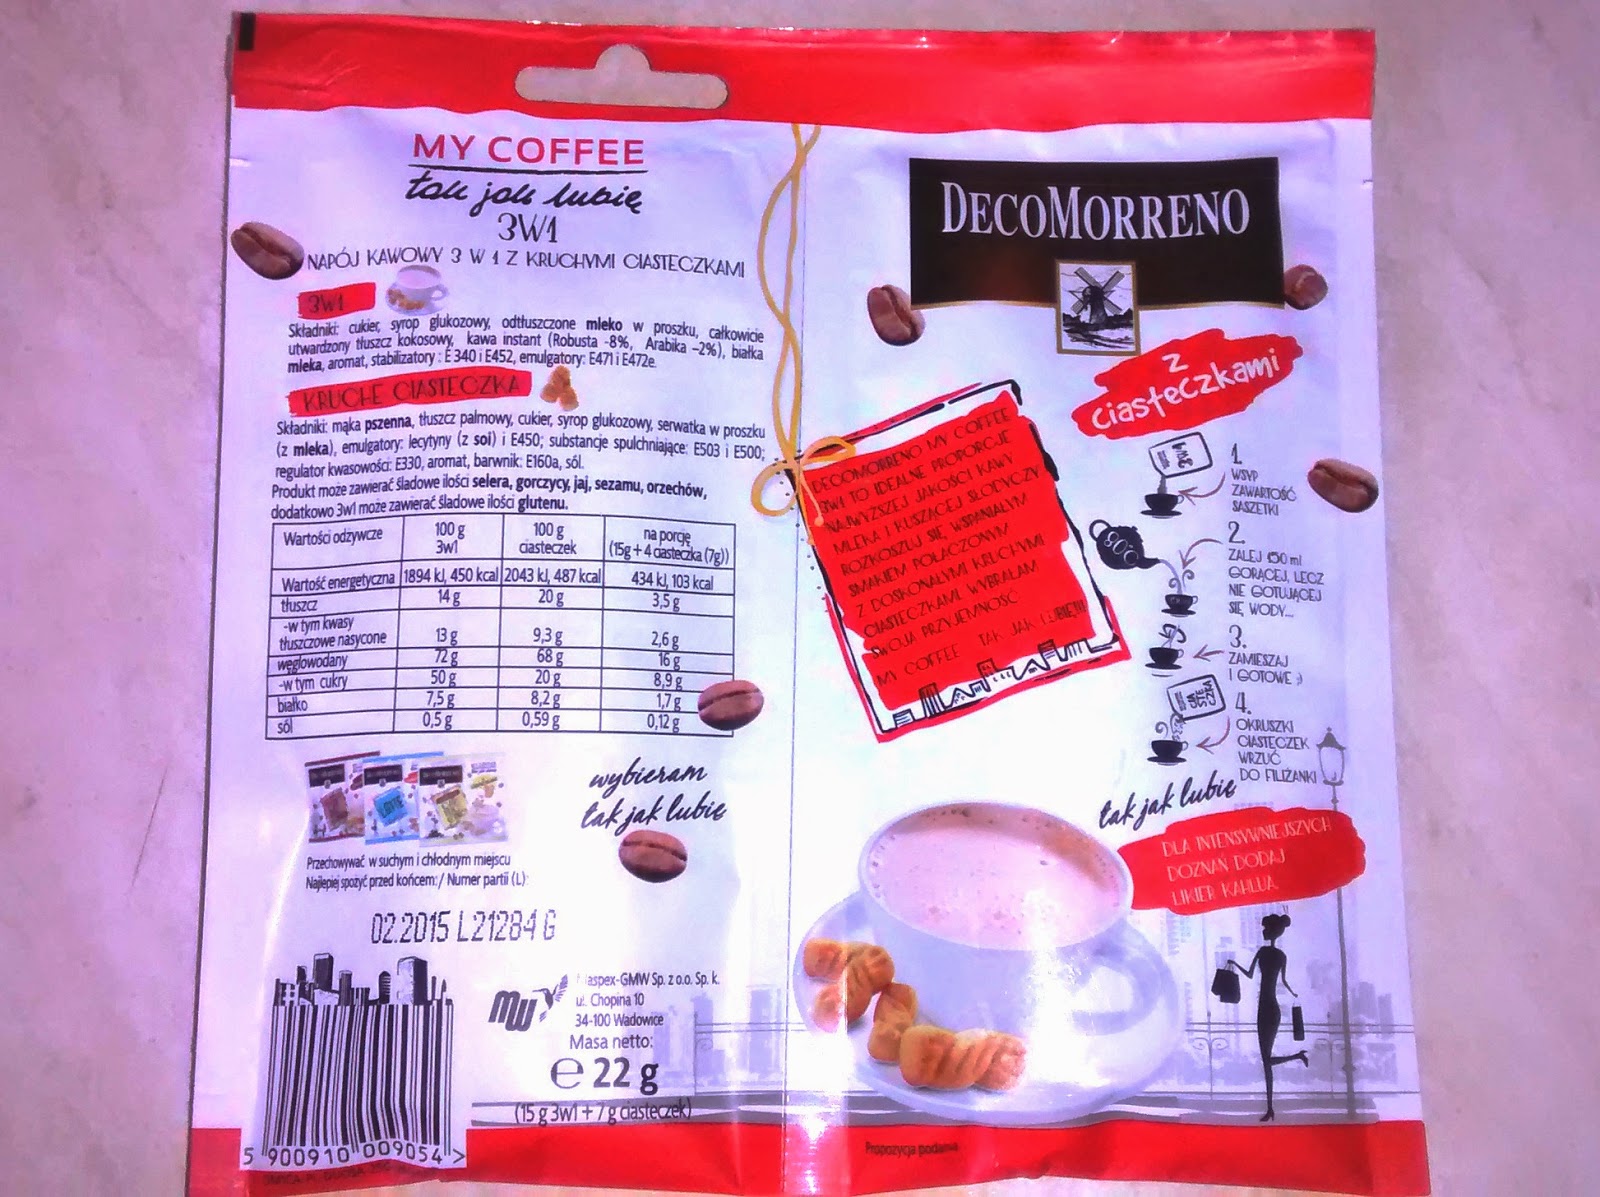 MY COFFEE
tak jak lubię
3W1
NAPÓJ KAWOWY 3 W 1 Z KRUCHYMI CIASTECZKAMI
3W1
Składniki: cukier, syrop glukozowy, odtłuszczone mleko w proszku, całkowicie
utwardzony tłuszcz kokosowy, kawa instant (Robusta -8%, Arabika -2%), białka
mleka, aromat, stabilizatory : E 340 i E452, emulgatory: E471 i E472e.
KRUCHE CIASTECZKA
Składniki: mąka pszenna, tłuszcz palmowy, cukier, syrop glukozowy, serwatka w proszku
(z mleka), emulgatory: lecytyny (z soi) i E450; substancje spulchniające: E503 i E500;
regulator kwasowości: E330, aromat, barwnik: E160a, sól.
Produkt może zawierać śladowe ilości selera, gorczycy, jaj, sezamu, orzechów,
dodatkowo 3w1 może zawierać śladowe ilości glutenu.
Wartości odżywcze 100 g 3w1 100 g ciasteczek na porcję (15g + 4 ciasteczka (7g))
Wartość energetyczna 1894 kJ, 450 kcal 2043 kJ, 487 kcal 434 kJ, 103 kcal
tłuszcz 14 g 20 g 3,5 g
-w tym kwasy
tłuszczowe nasycone 13 g 9,3 g 2,6 g
węglowodany 72 g 68 g 16 g
-w tym cukry 50 g 20 g 8,9 g
białko 7,5 g 8,2 g 1,7 g
sól 0,5 g 0,59 g 0,12 g
wybieram
tak jak lubię
Przechowywać w suchym i chłodnym miejscu
Najlepiej spożyć przed końcem: / Numer partii (L):
02.2015 L21284 G
MW
aspex-GMW Sp. z o.o. Sp. k.
ul. Chopina 10
34-100 Wadowice
Masa netto:
e 22 g
(15 g 3w1 + 7 g ciasteczek)
5 900910 009054 >
DECOMORRENO
z
ciasteczkami
DECOMORRENO MY COFFEE
3W1 TO IDEALNE PROPORCJE
NAJWYŻSZEJ JAKOŚCI KAWY
MLEKA I KUSZĄCEJ SŁODYCZY
ROZKOSZUJ SIĘ, WSPANIAŁYM
SMAKIEM POŁĄCZONYM
Z DOSKONAŁYMI KRUCHYMI
CIASTECZKAMI. WYBRAŁAM
SWOJĄ PRZYJEMNOŚĆ
MY COFFEE TAK JAK LUBIĘ!!!
3w1
1.
WSYP
ZAWARTOŚĆ
SASZETKI
80°C
2.
ZALEJ 150 ml
GORĄCEJ, LECZ
NIE GOTUJĄCEJ
SIĘ WODY...
3.
ZAMIESZAJ
I GOTOWE ;)
CIA
STE
CZKA
4.
OKRUSZKI
CIASTECZEK
WRZUĆ
DO FILIŻANKI
tak jak lubię
DLA INTENSYWNIEJSZYCH
DOZNAŃ DODAJ
LIKIER KAHLUA
Propozycja podania